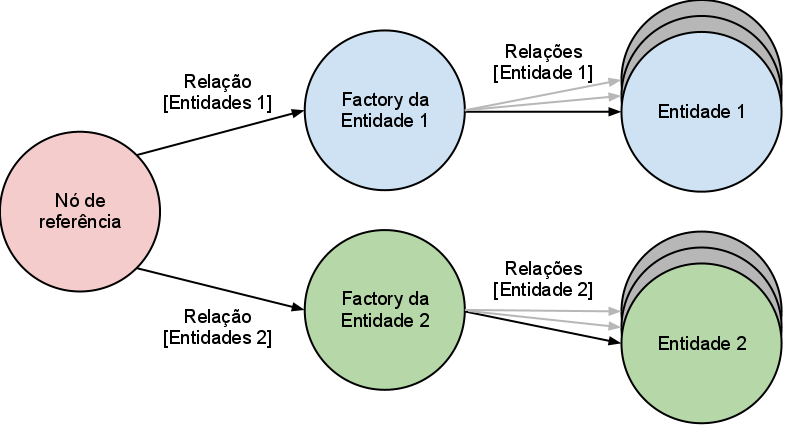 Relação
[Entidades 1]
Factory da
Entidade 1
Relações
[Entidade 1]
Entidade 1
Nó de
referência
Relação
[Entidades 2]
Factory da
Entidade 2
Relações
[Entidade 2]
Entidade 2